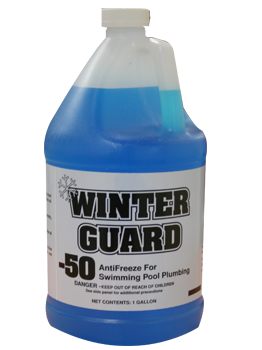 WINTER
GUARD
-50 AntiFreeze For
Swimming Pool Plumbing
DANGER -KEEP OUT OF REACH OF CHILDREN
See side panel for additional precautions
NET CONTENTS: 1 GALLON